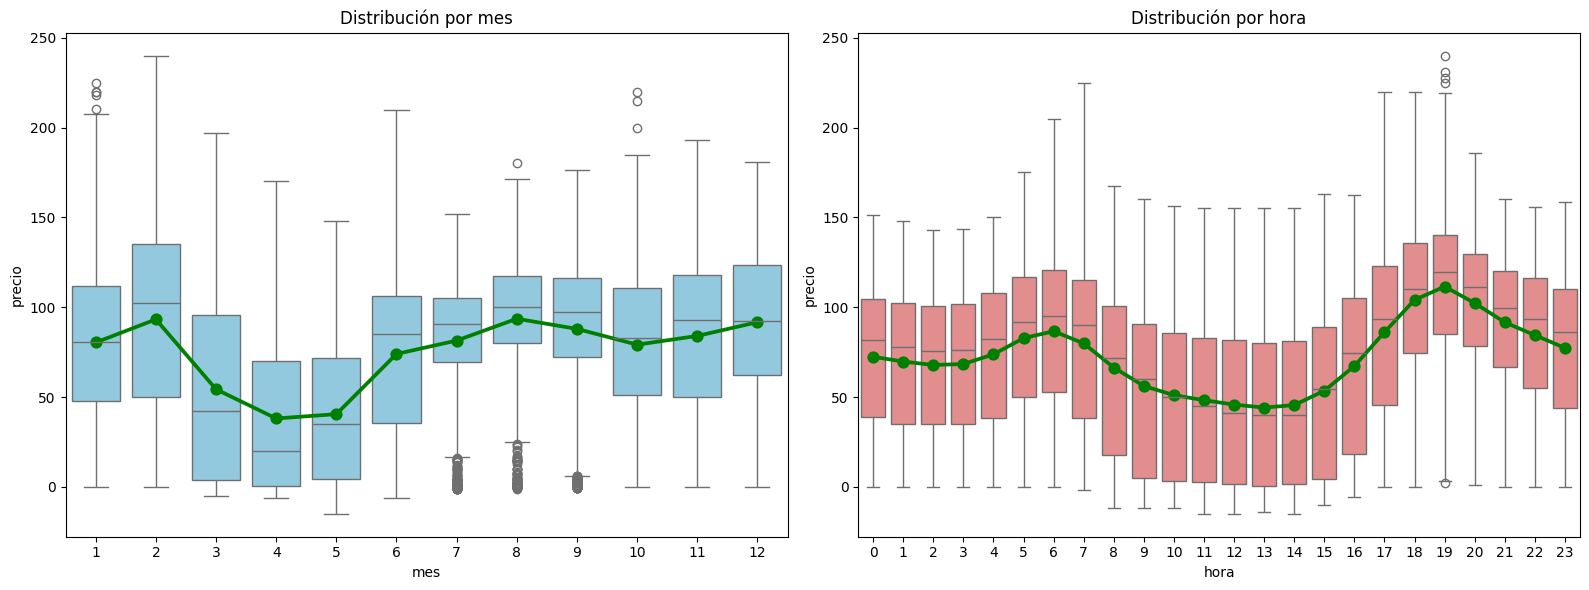 Distribución por mes
250
200
150
100
50
0
precio
1 2 3 4 5 6 7 8 9 10 11 12
mes
Distribución por hora
250
200
150
100
50
0
precio
0 1 2 3 4 5 6 7 8 9 10 11 12 13 14 15 16 17 18 19 20 21 22 23
hora